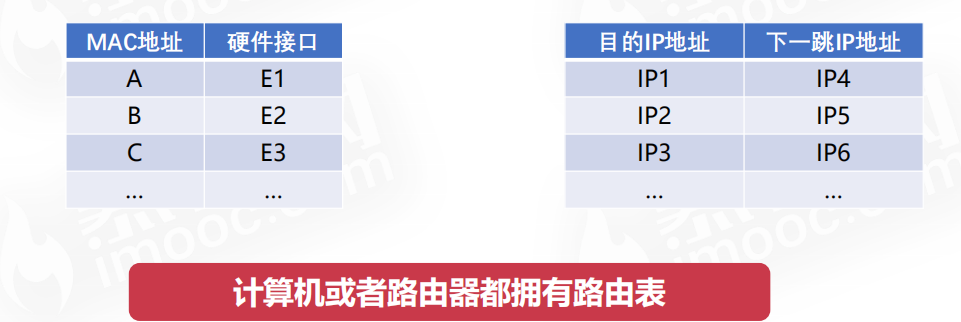 MAC地址 硬件接口
A E1
B E2
C E3
... ...
目的IP地址 下一跳IP地址
IP1 IP4
IP2 IP5
IP3 IP6
... ...
计算机或者路由器都拥有路由表
imooc.com